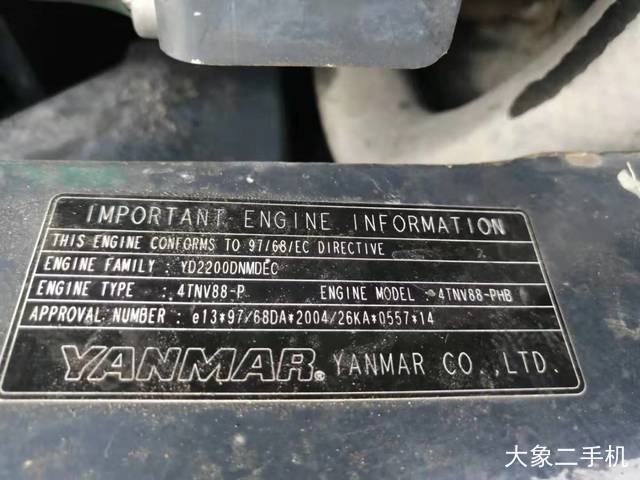 IMPORTANT ENGINE INFORMATION
THIS ENGINE CONFORMS TO 97/68/EC DIRECTIVE
ENGINE FAMILY : YD2200DNMDEC
ENGINE TYPE : 4TNV88-P ENGINE MODEL : 4TNV88-PHB
APPROVAL NUMBER : e13*97/68DA*2004/26KA*0557*14
YANMAR® YANMAR CO.,LTD.
大象二手机